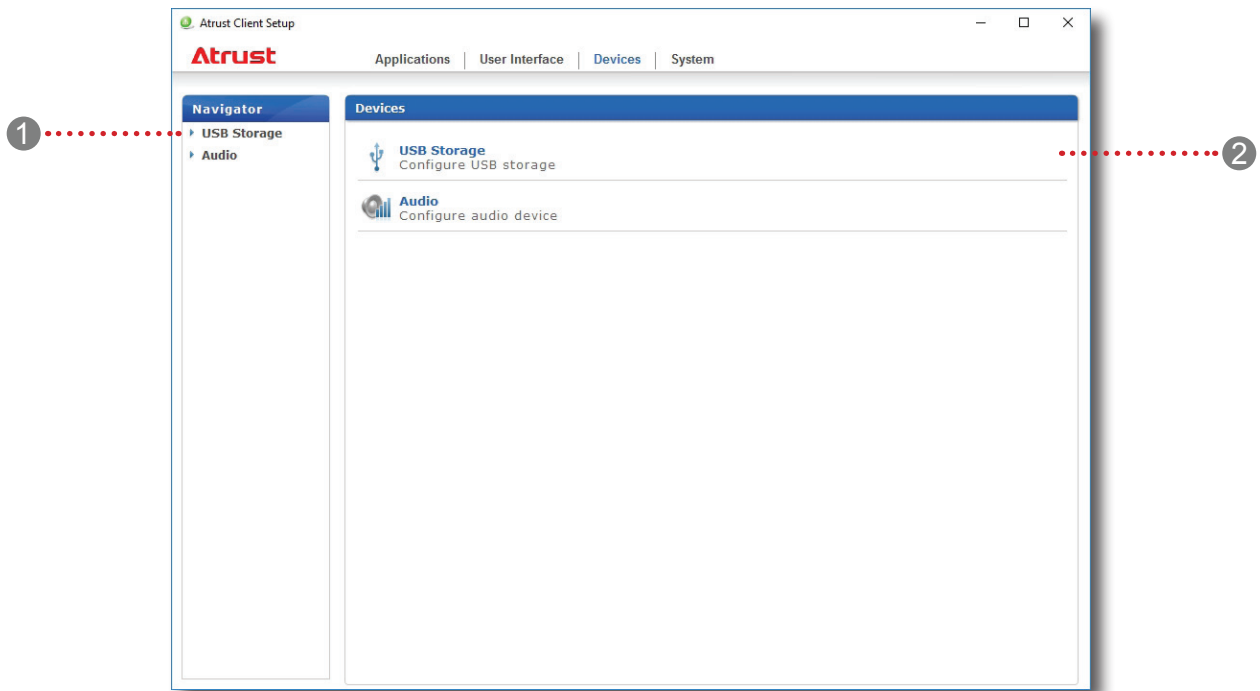 Atrust Client Setup
Atrust
Applications | User Interface | Devices | System
Navigator
USB Storage
Audio
Devices
USB Storage
Configure USB storage
Audio
Configure audio device
1
2